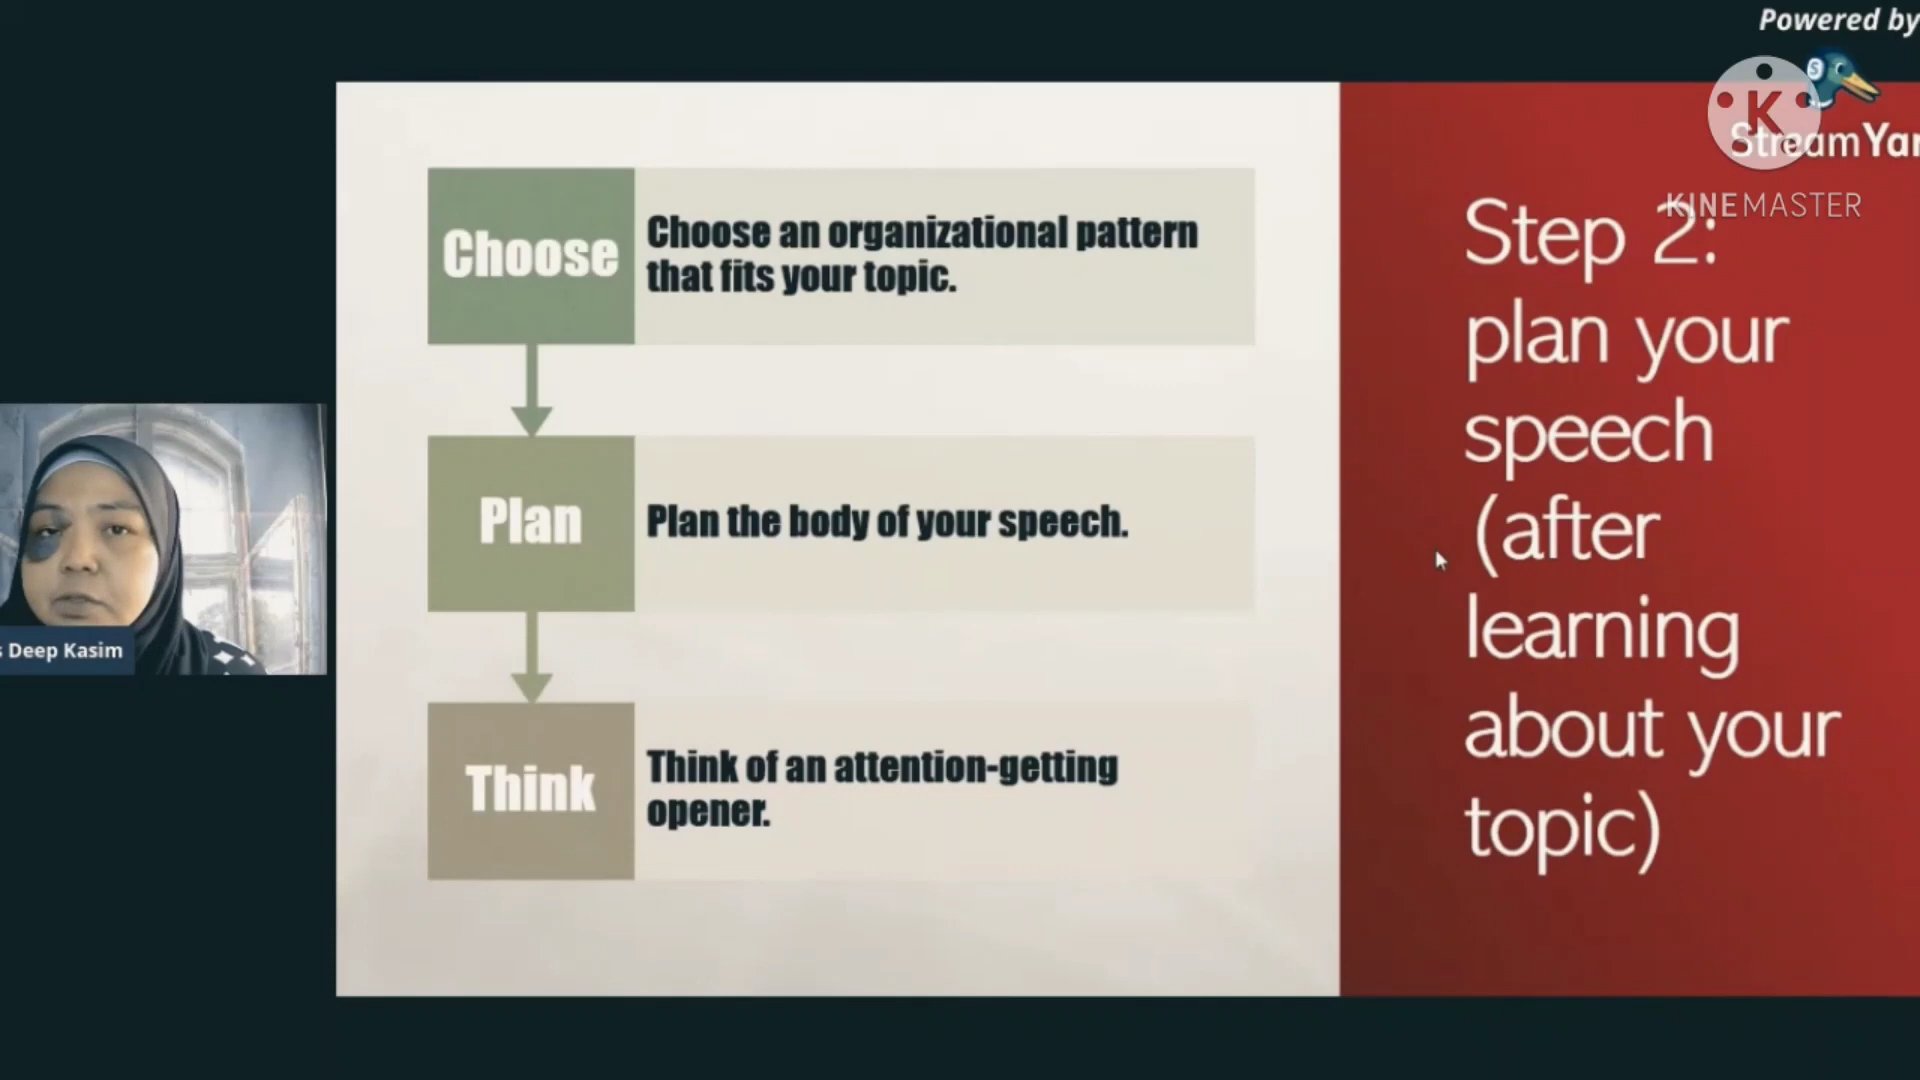 Powered by
StreamYar
KINEMASTER
Choose
Choose an organizational pattern
that fits your topic.
Plan
Plan the body of your speech.
Think
Think of an attention-getting
opener.
Step 2:
plan your
speech
(after
learning
about your
topic)
s Deep Kasim